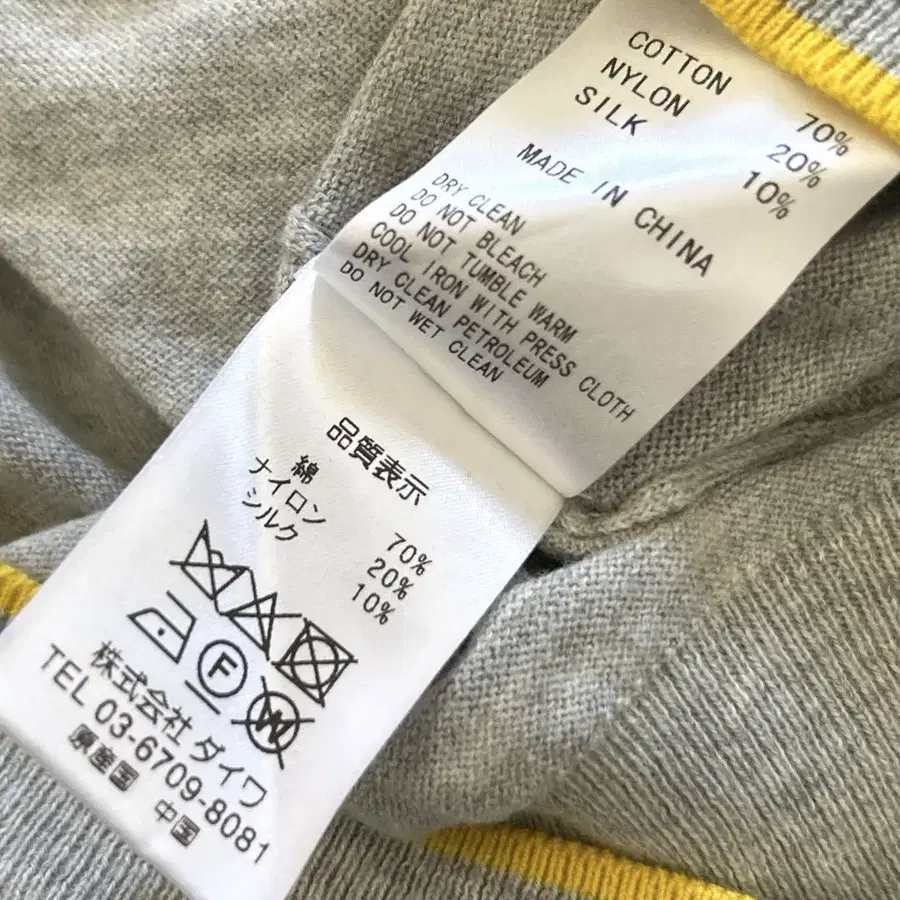 COTTON 70%
NYLON 20%
SILK 10%
MADE IN CHINA
DRY CLEAN
DO NOT BLEACH
DO NOT TUMBLE WARM
COOL IRON WITH PRESS CLOTH
DRY CLEAN PETROLEUM
DO NOT WET CLEAN
品質表示
綿 70%
ナイロン 20%
シルク 10%
F
W
株式会社 ダイワ
TEL 03-6709-8081
原産国 中国